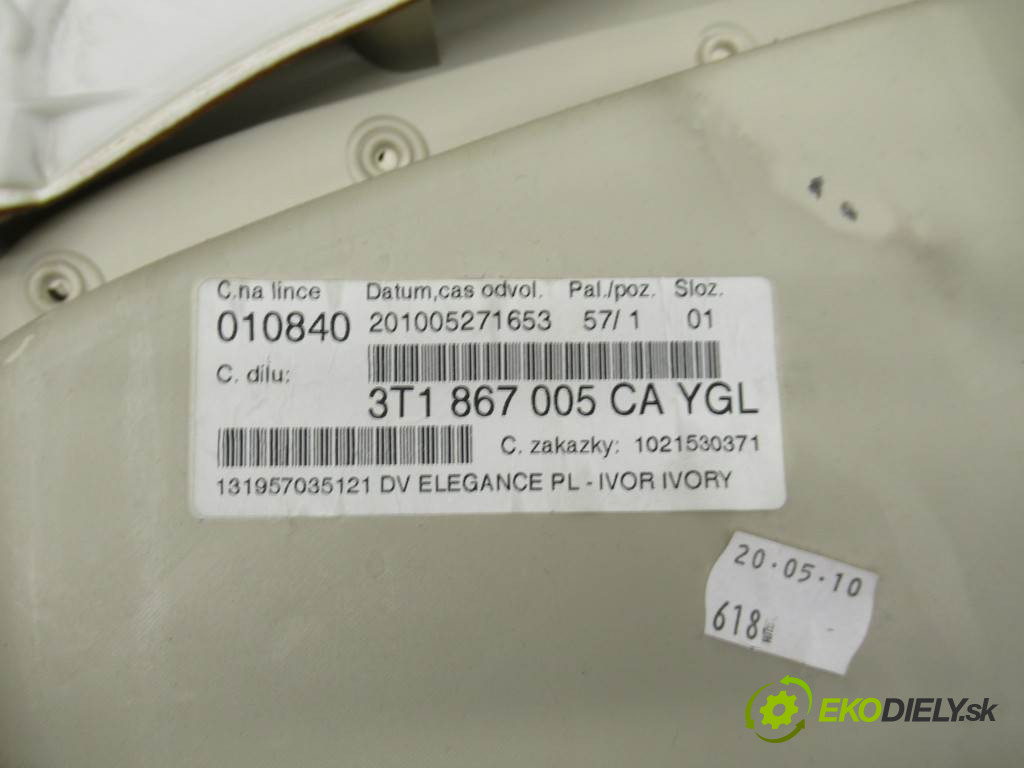 C.na lince Datum,cas odvol. Pal./poz. Sloz.
010840 201005271653 57/ 1 01
C. dilu:
3T1 867 005 CA YGL
C. zakazky: 1021530371
131957035121 DV ELEGANCE PL - IVOR IVORY
20.05.10
618
EKODIELY.sk